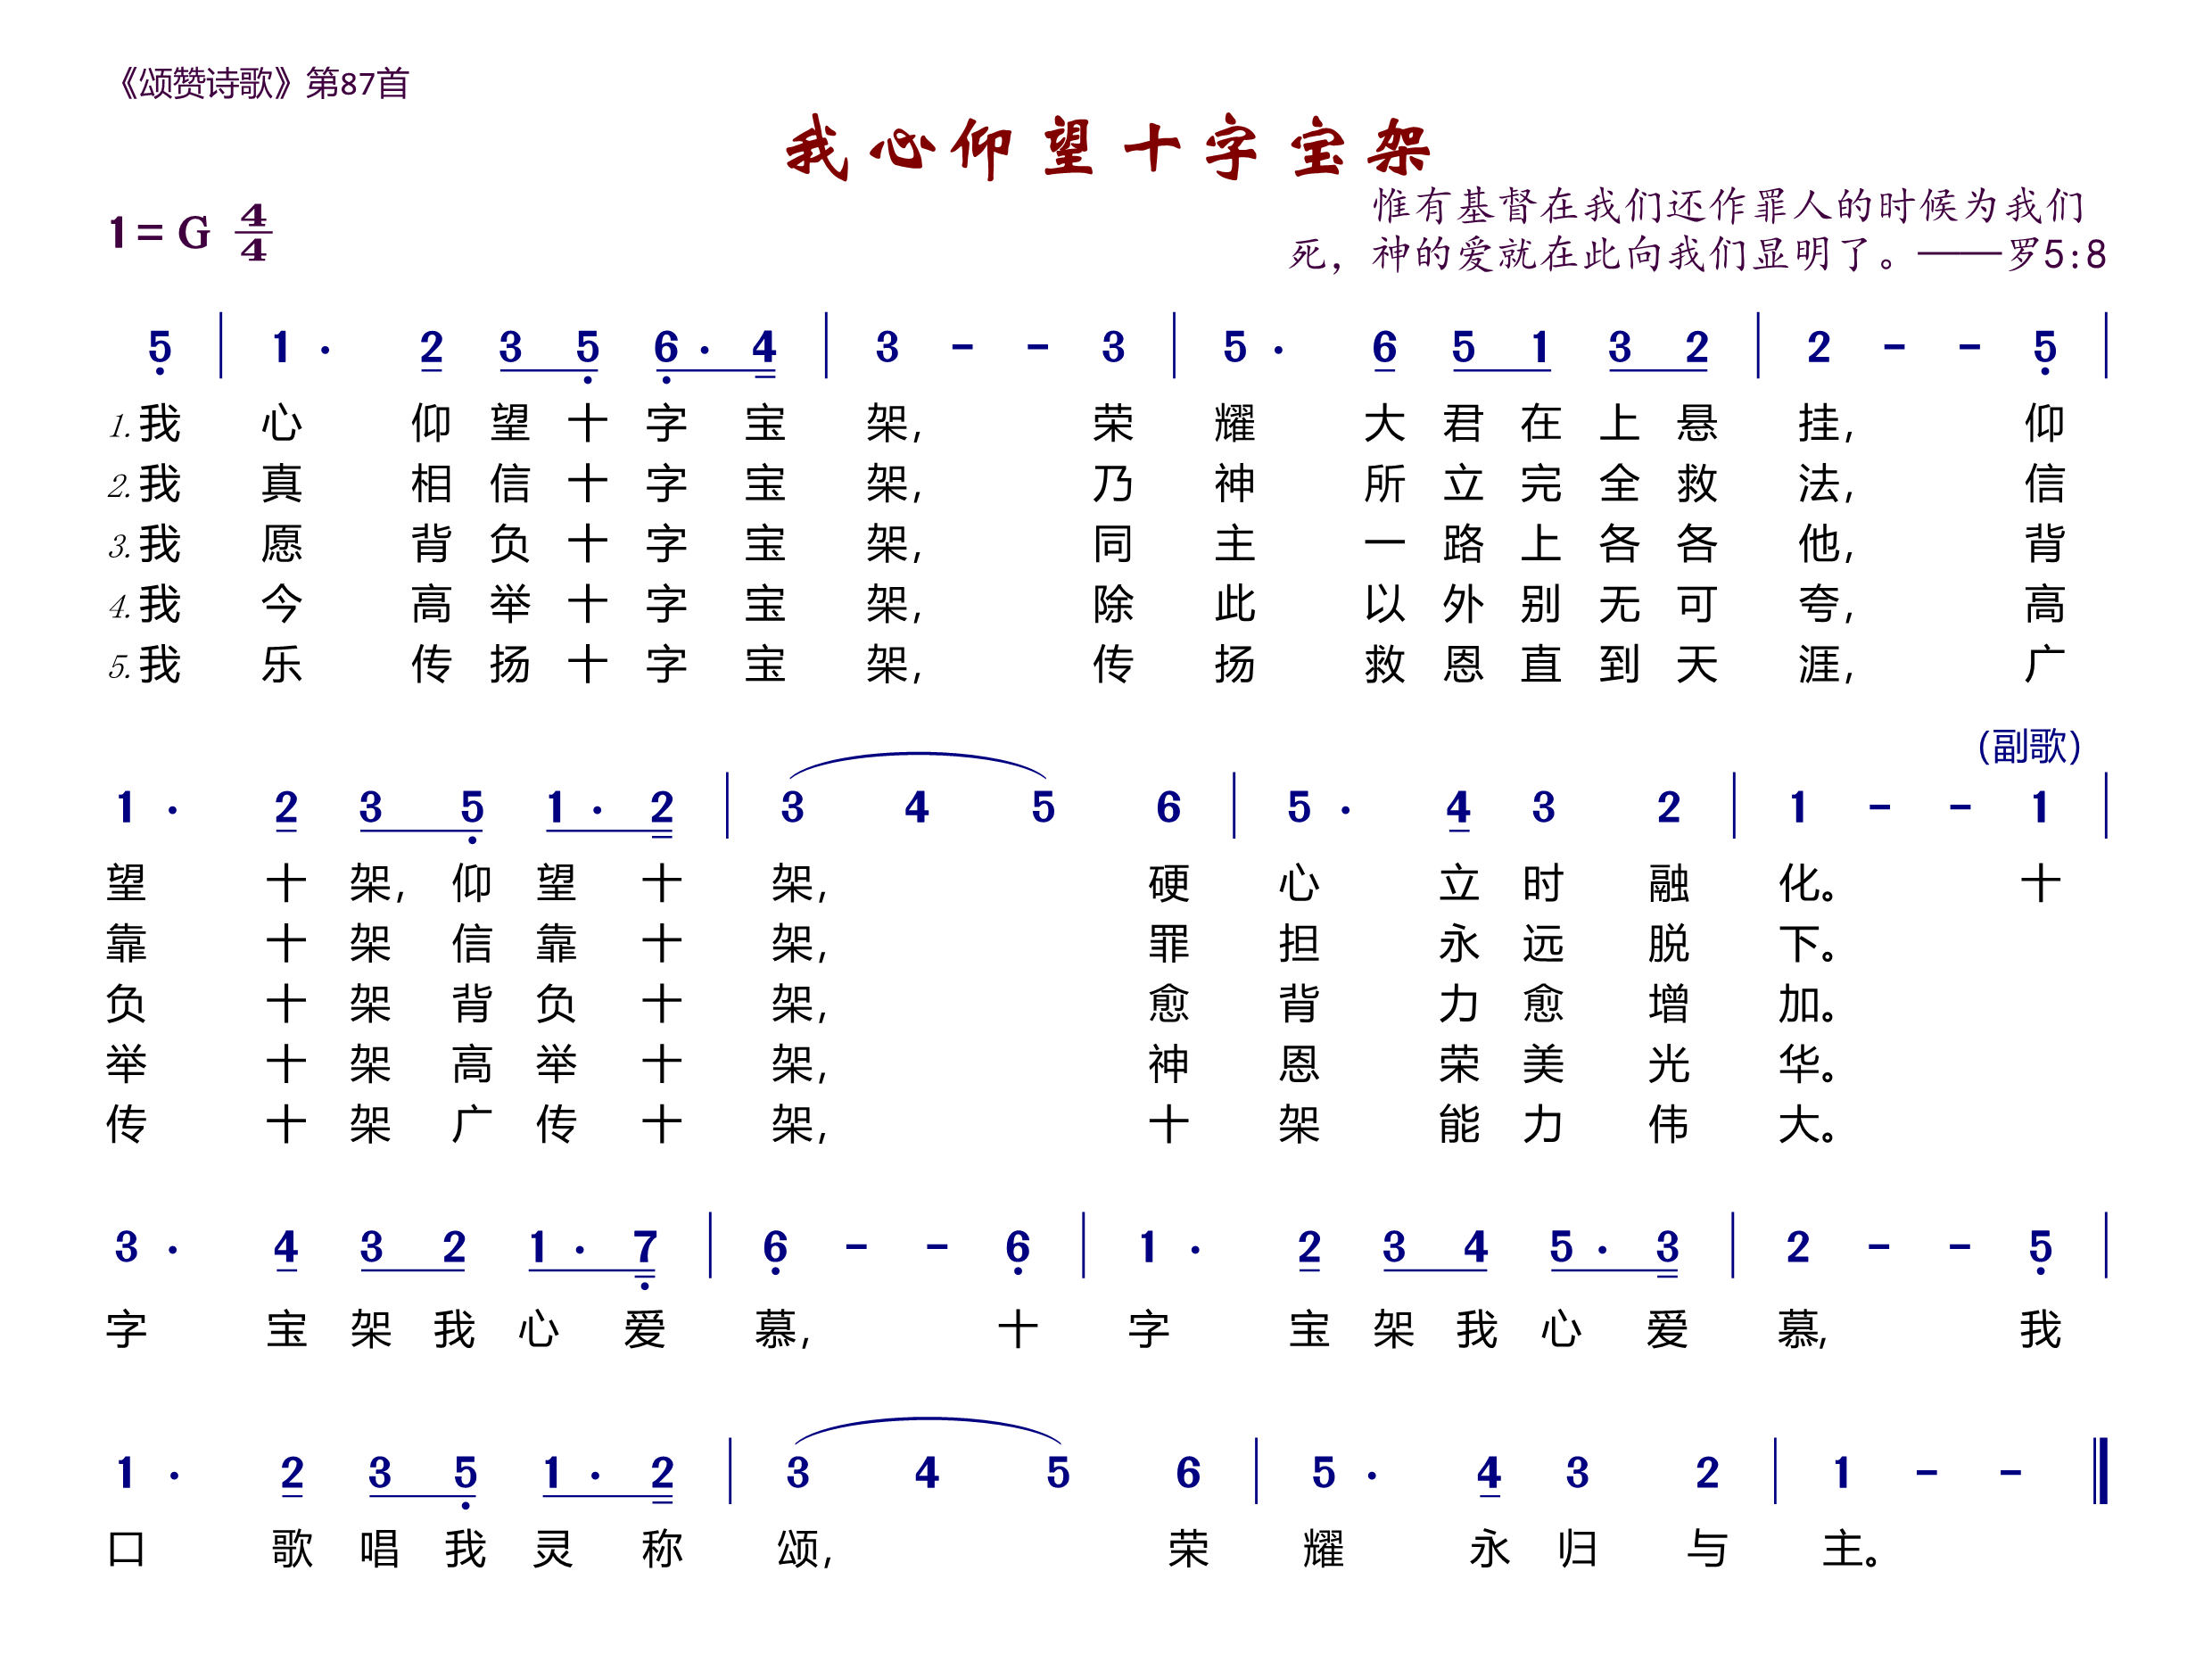 《颂赞诗歌》第87首
我心仰望十字宝架
1=G 4/4
惟有基督在我们还作罪人的时候为我们
死，神的爱就在此向我们显明了。——罗5:8
5̣ | 1· 2 3 5̣ 6̣· 4 | 3 - - 3 | 5· 6 5 1 3 2 | 2 - - 5̣ |
1.我心仰望十字宝架,荣耀大君在上悬挂,仰
2.我真相信十字宝架,乃神所立完全救法,信
3.我愿背负十字宝架,同主一路上各各他,背
4.我今高举十字宝架,除此以外别无可夸,高
5.我乐传扬十字宝架,传扬救恩直到天涯,广
(副歌)
1· 2 3 5̣ 1· 2 | 3 4 5 6 | 5· 4 3 2 | 1 - - 1 |
望十架,仰望十架,硬心立时融化。十
靠十架信靠十架,罪担永远脱下。
负十架背负十架,愈背力愈增加。
举十架高举十架,神恩荣美光华。
传十架广传十架,十架能力伟大。
3· 4 3 2 1· 7̣ | 6̣ - - 6̣ | 1· 2 3 4 5· 3 | 2 - - 5̣ |
字宝架我心爱慕,十字宝架我心爱慕,我
1· 2 3 5̣ 1· 2 | 3 4 5 6 | 5· 4 3 2 | 1 - - ‖
口歌唱我灵称颂,荣耀永归与主。